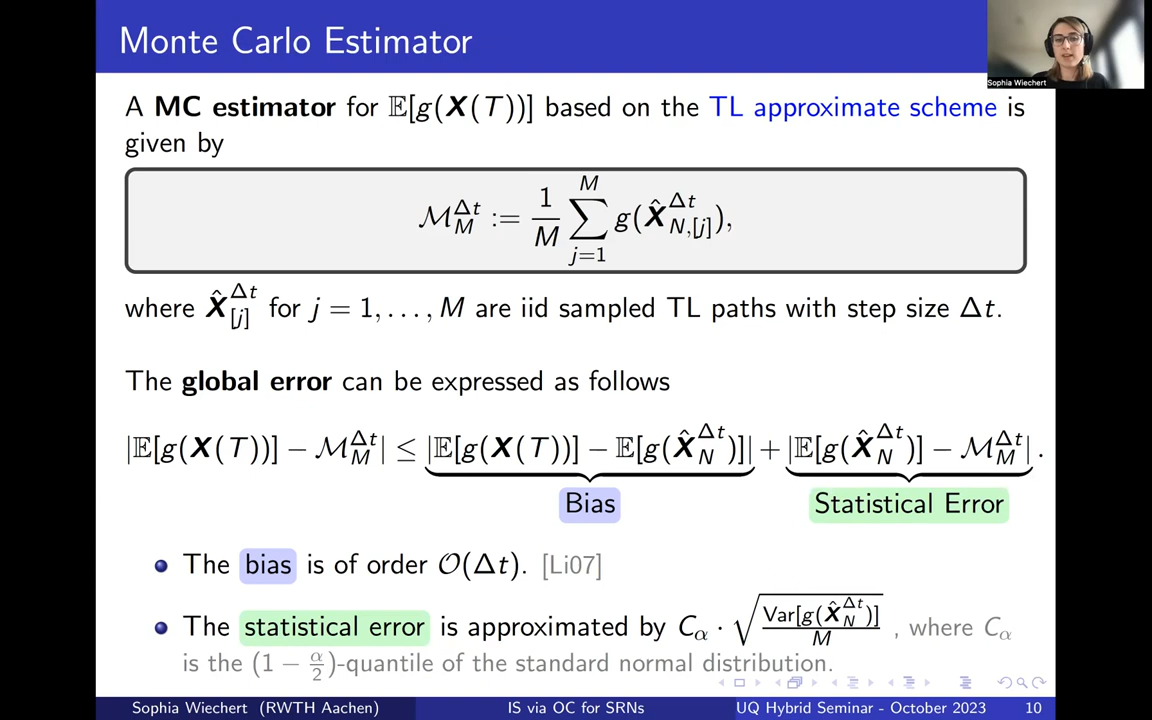 Monte Carlo Estimator
Sophia Wiechert
A MC estimator for 𝔼[g(X(T))] based on the TL approximate scheme is
given by
ℳ_M^{Δt} := \frac{1}{M} \sum_{j=1}^{M} g(X̂_{N,[j]}^{Δt}),
where X̂_{[j]}^{Δt} for j = 1, . . . , M are iid sampled TL paths with step size Δt.
The global error can be expressed as follows
|𝔼[g(X(T))] − ℳ_M^{Δt}| ≤ |𝔼[g(X(T))] − 𝔼[g(X̂_N^{Δt})]| + |𝔼[g(X̂_N^{Δt})] − ℳ_M^{Δt}| .
Bias Statistical Error
The bias is of order 𝒪(Δt). [Li07]
The statistical error is approximated by C_α · \sqrt{\frac{Var[g(X̂_N^{Δt})]}{M}} , where C_α
is the (1 − \frac{α}{2})-quantile of the standard normal distribution.
Sophia Wiechert (RWTH Aachen) IS via OC for SRNs UQ Hybrid Seminar - October 2023 10